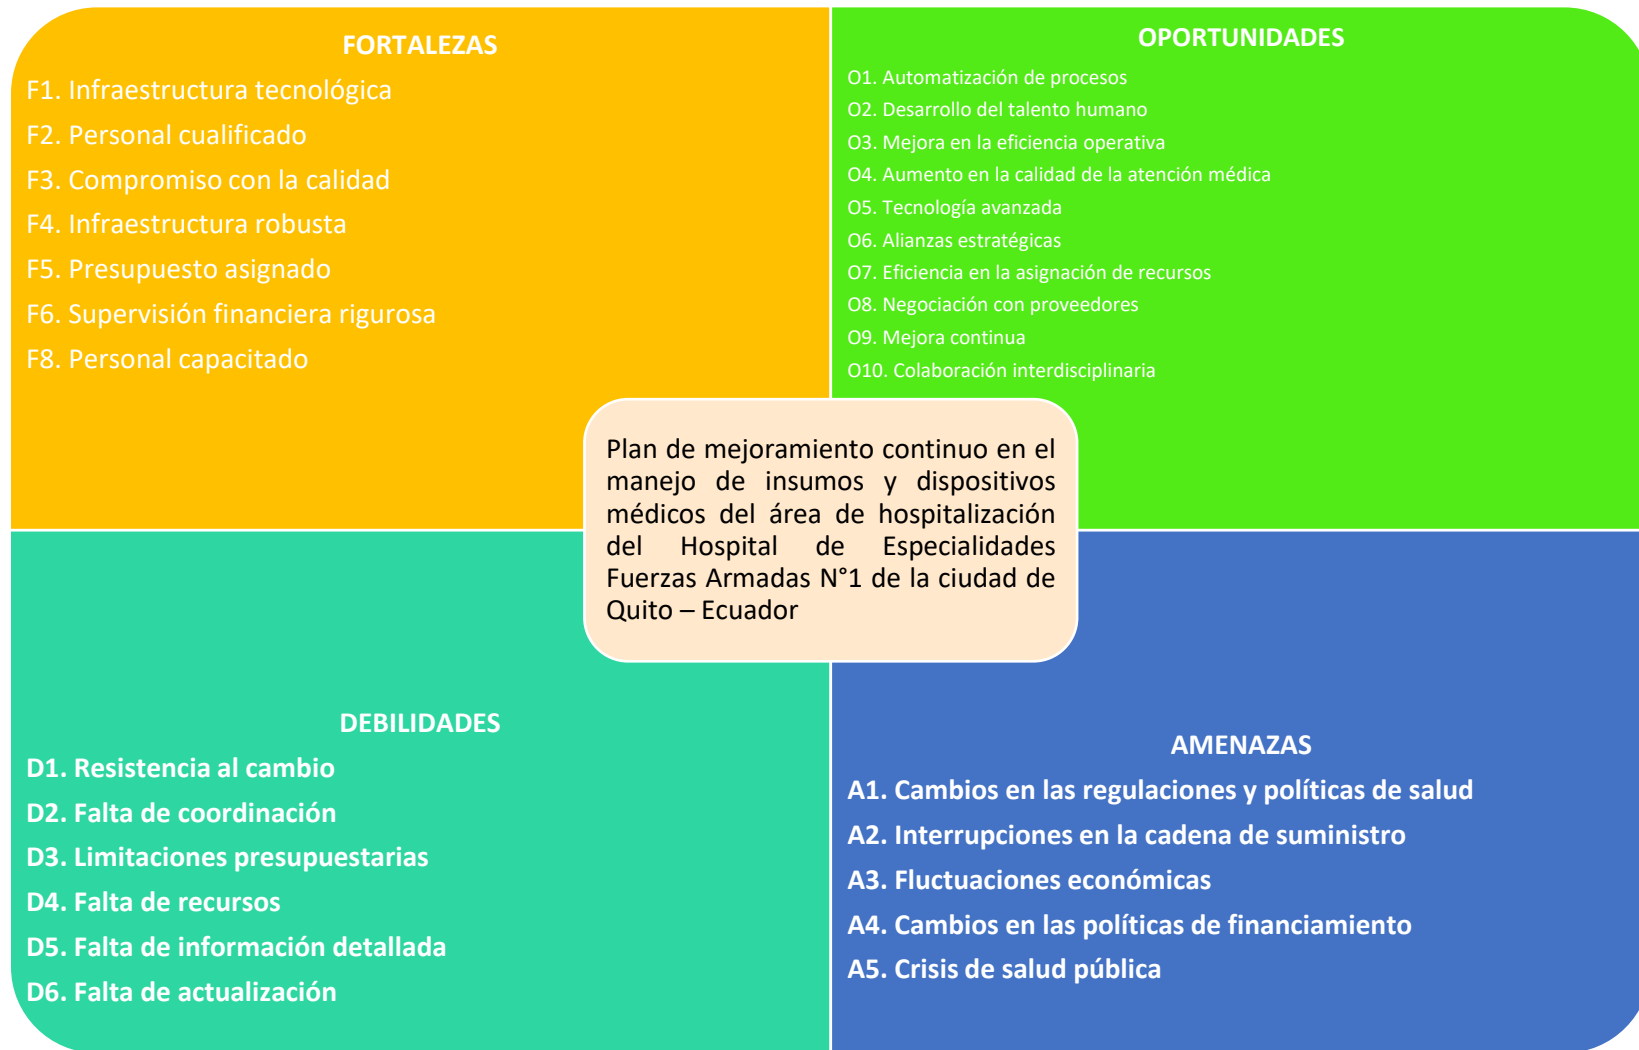 FORTALEZAS
F1. Infraestructura tecnológica
F2. Personal cualificado
F3. Compromiso con la calidad
F4. Infraestructura robusta
F5. Presupuesto asignado
F6. Supervisión financiera rigurosa
F8. Personal capacitado
OPORTUNIDADES
O1. Automatización de procesos
O2. Desarrollo del talento humano
O3. Mejora en la eficiencia operativa
O4. Aumento en la calidad de la atención médica
O5. Tecnología avanzada
O6. Alianzas estratégicas
O7. Eficiencia en la asignación de recursos
O8. Negociación con proveedores
O9. Mejora continua
O10. Colaboración interdisciplinaria
Plan de mejoramiento continuo en el
manejo de insumos y dispositivos
médicos del área de hospitalización
del Hospital de Especialidades
Fuerzas Armadas N°1 de la ciudad de
Quito – Ecuador
DEBILIDADES
D1. Resistencia al cambio
D2. Falta de coordinación
D3. Limitaciones presupuestarias
D4. Falta de recursos
D5. Falta de información detallada
D6. Falta de actualización
AMENAZAS
A1. Cambios en las regulaciones y políticas de salud
A2. Interrupciones en la cadena de suministro
A3. Fluctuaciones económicas
A4. Cambios en las políticas de financiamiento
A5. Crisis de salud pública